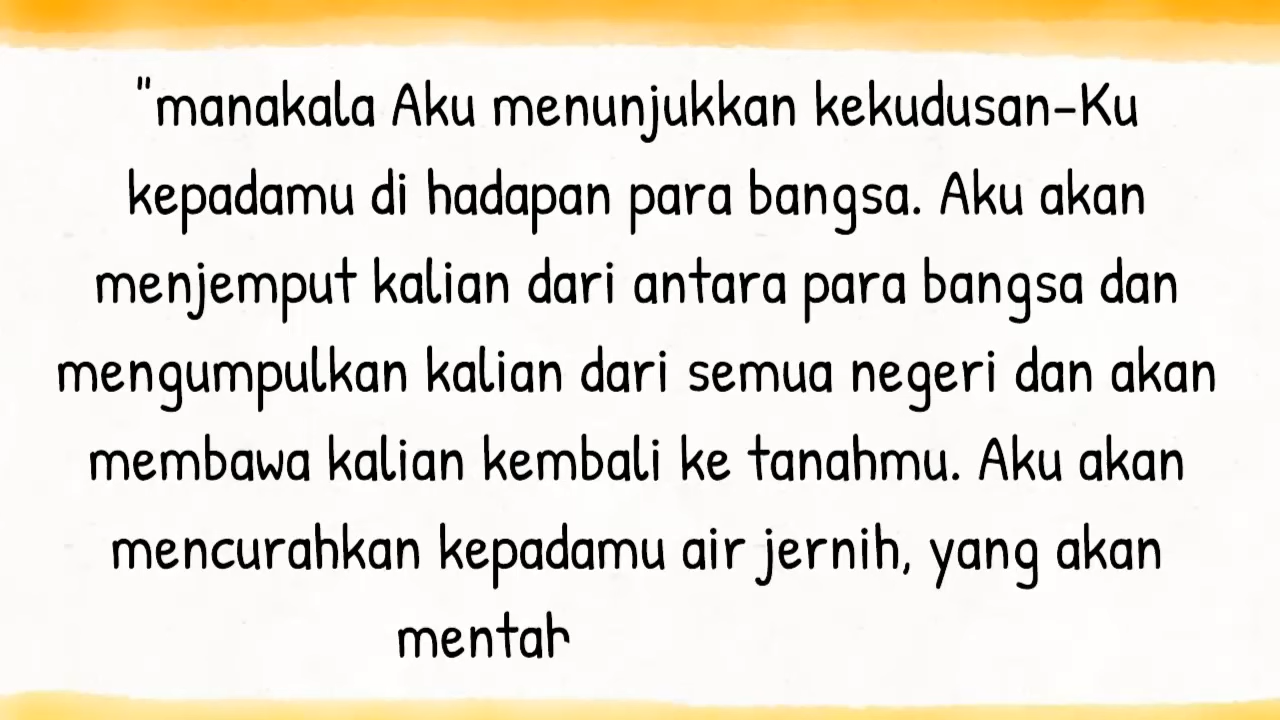 "manakala Aku menunjukkan kekudusan-Ku
kepadamu di hadapan para bangsa. Aku akan
menjemput kalian dari antara para bangsa dan
mengumpulkan kalian dari semua negeri dan akan
membawa kalian kembali ke tanahmu. Aku akan
mencurahkan kepadamu air jernih, yang akan